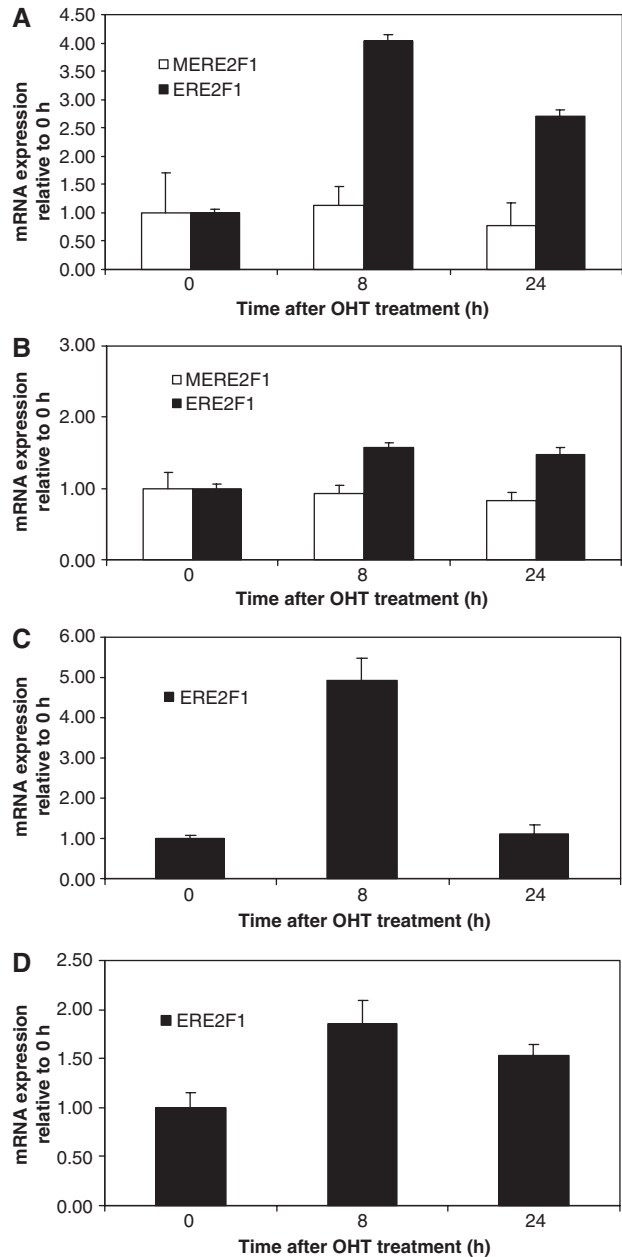 A
mRNA expression
relative to 0 h
4.50
4.00
3.50
3.00
2.50
2.00
1.50
1.00
0.50
0.00
MERE2F1
ERE2F1
0 8 24
Time after OHT treatment (h)
B
mRNA expression
relative to 0 h
3.00
2.00
1.00
0.00
MERE2F1
ERE2F1
0 8 24
Time after OHT treatment (h)
C
mRNA expression
relative to 0 h
6.00
5.00
4.00
3.00
2.00
1.00
0.00
ERE2F1
0 8 24
Time after OHT treatment (h)
D
mRNA expression
relative to 0 h
2.50
2.00
1.50
1.00
0.50
0.00
ERE2F1
0 8 24
Time after OHT treatment (h)